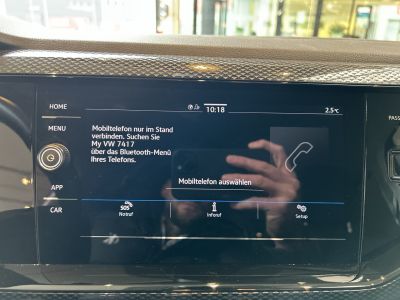 HOME
10:18
2.5°C
MENU
Mobiltelefon nur im Stand
verbinden. Suchen Sie
My VW 7417
über das Bluetooth-Menü
Ihres Telefons.
Mobiltelefon auswählen
APP
CAR
SOS
Notruf
Inforuf
Setup